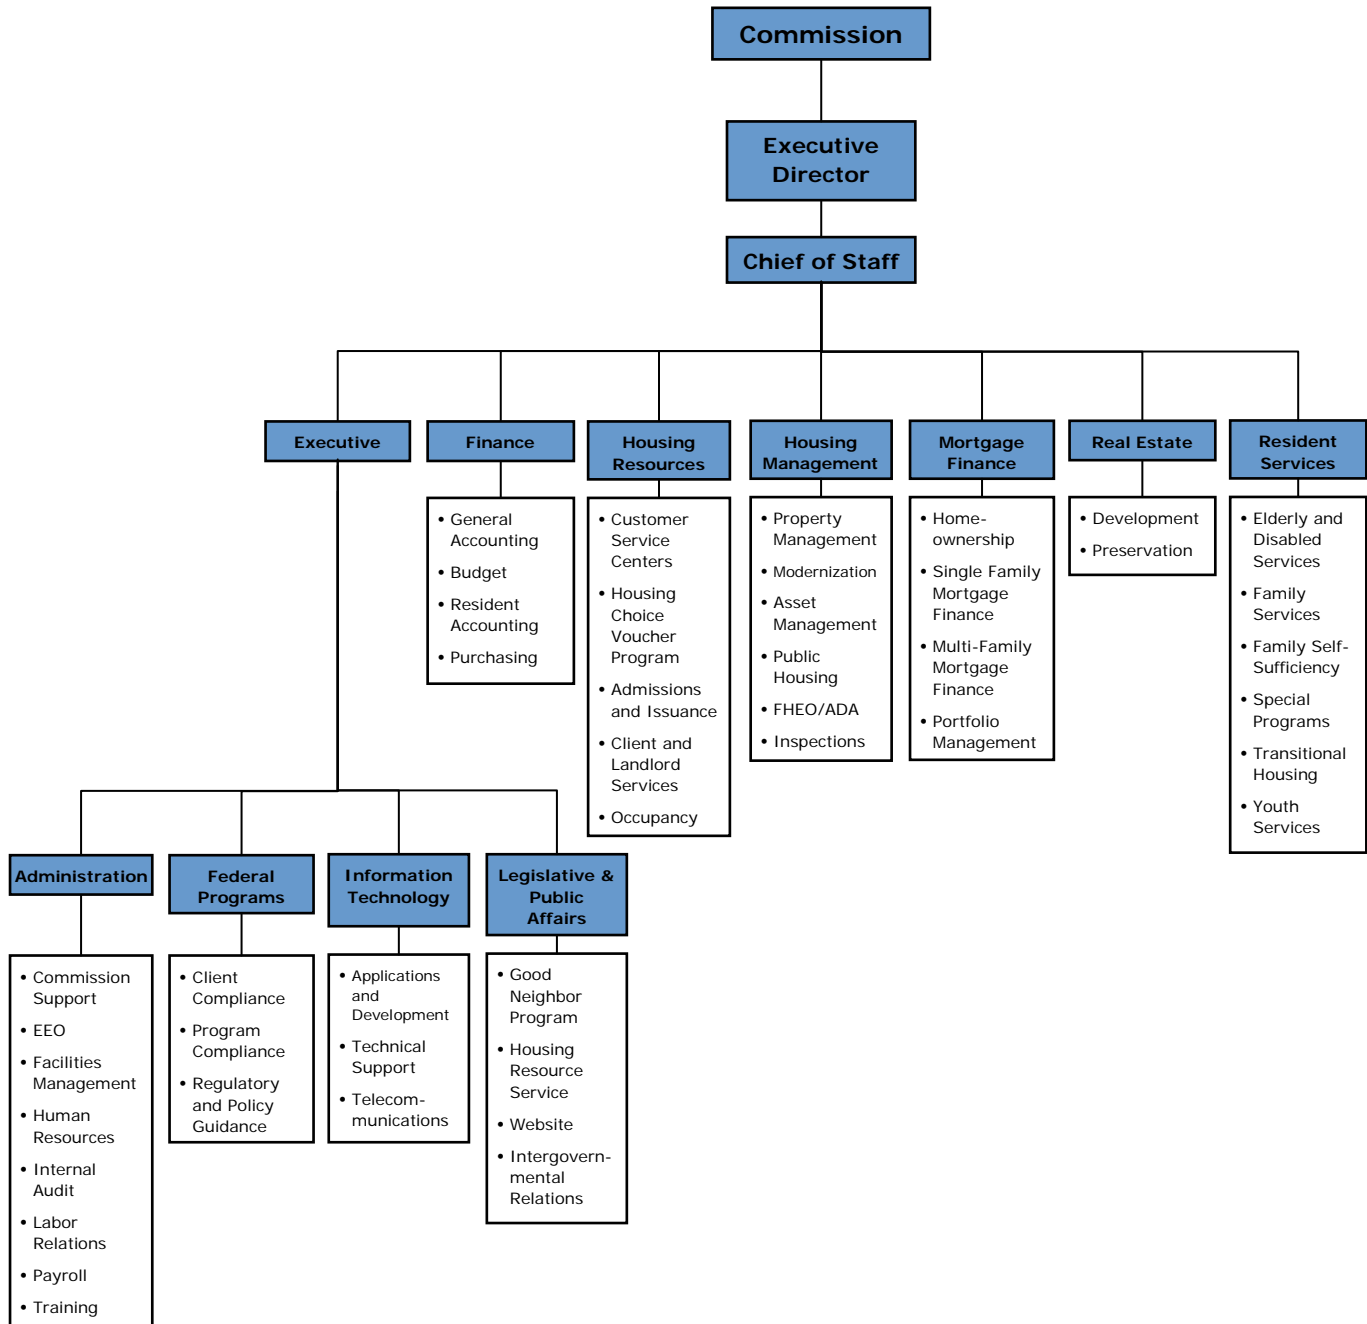 Commission
Executive
Director
Chief of Staff
Executive
Finance
Housing
Resources
Housing
Management
Mortgage
Finance
Real Estate
Resident
Services
• General
Accounting
• Budget
• Resident
Accounting
• Purchasing
• Customer
Service
Centers
• Housing
Choice
Voucher
Program
• Admissions
and Issuance
• Client and
Landlord
Services
• Occupancy
• Property
Management
• Modernization
• Asset
Management
• Public
Housing
• FHEO/ADA
• Inspections
• Home-
ownership
• Single Family
Mortgage
Finance
• Multi-Family
Mortgage
Finance
• Portfolio
Management
• Development
• Preservation
• Elderly and
Disabled
Services
• Family
Services
• Family Self-
Sufficiency
• Special
Programs
• Transitional
Housing
• Youth
Services
Administration
Federal
Programs
Information
Technology
Legislative &
Public
Affairs
• Commission
Support
• EEO
• Facilities
Management
• Human
Resources
• Internal
Audit
• Labor
Relations
• Payroll
• Training
• Client
Compliance
• Program
Compliance
• Regulatory
and Policy
Guidance
• Applications
and
Development
• Technical
Support
• Telecom-
munications
• Good
Neighbor
Program
• Housing
Resource
Service
• Website
• Intergovern-
mental
Relations